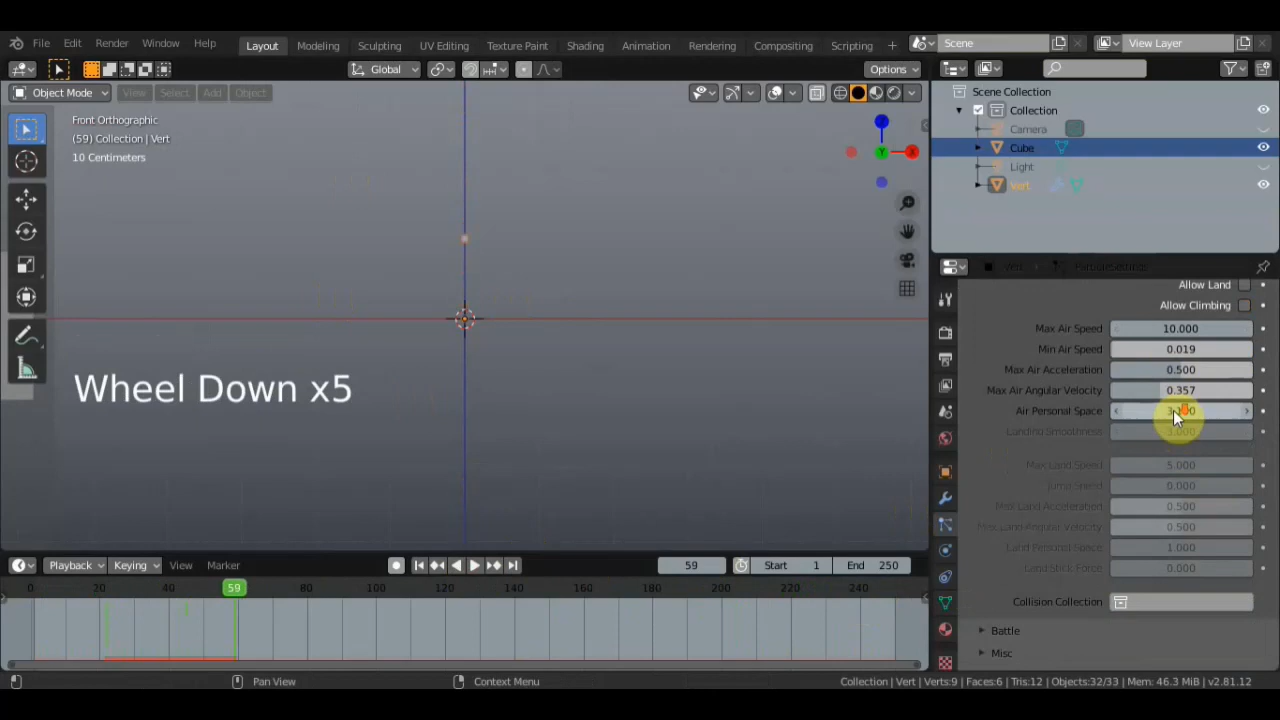 File Edit Render Window Help Layout Modeling Sculpting UV Editing Texture Paint Shading Animation Rendering Compositing Scripting + Scene View Layer
Global Options
Object Mode View Select Add Object
Scene Collection
Collection
Camera
Cube
Light
Vert
Front Orthographic
(59) Collection | Vert
10 Centimeters
Wheel Down x5
Vert ParticleSettings
Allow Land
Allow Climbing
Max Air Speed 10.000
Min Air Speed 0.019
Max Air Acceleration 0.500
Max Air Angular Velocity 0.357
Air Personal Space
Landing Smoothness 3.000
Max Land Speed 5.000
Jump Speed 0.000
Max Land Acceleration 0.500
Max Land Angular Velocity 0.500
Land Personal Space 1.000
Land Stick Force 0.000
Collision Collection
Battle
Misc
Playback Keying View Marker 59 Start 1 End 250
0 20 40 59 80 100 120 140 160 180 200 220 240
Pan View Context Menu Collection | Vert | Verts:9 | Faces:6 | Tris:12 | Objects:32/33 | Mem: 46.3 MiB | v2.81.12